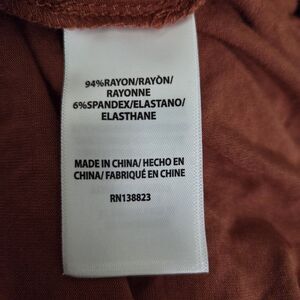 94%RAYON/RAYÒN/
RAYONNE
6%SPANDEX/ELASTANO/
ELASTHANE
MADE IN CHINA/ HECHO EN
CHINA/ FABRIQUÉ EN CHINE
RN138823